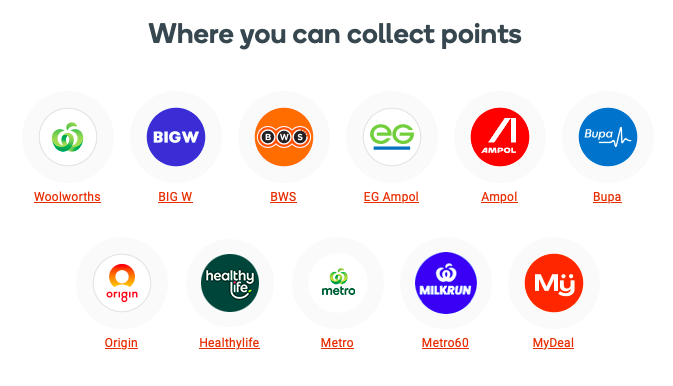 Where you can collect points
BIGW
BWS
eG
AMPOL
Bupa
Woolworths
BIG W
BWS
EG Ampol
Ampol
Bupa
origin
healthy
life.
metro
MILKRUN
Mÿ
Origin
Healthylife
Metro
Metro60
MyDeal